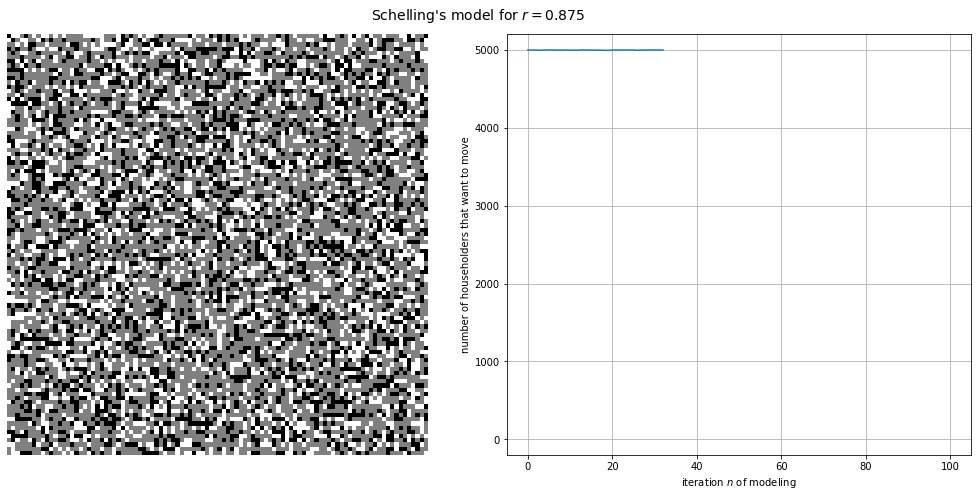 Schelling's model for r = 0.875
number of householders that want to move
5000
4000
3000
2000
1000
0
0 20 40 60 80 100
iteration n of modeling